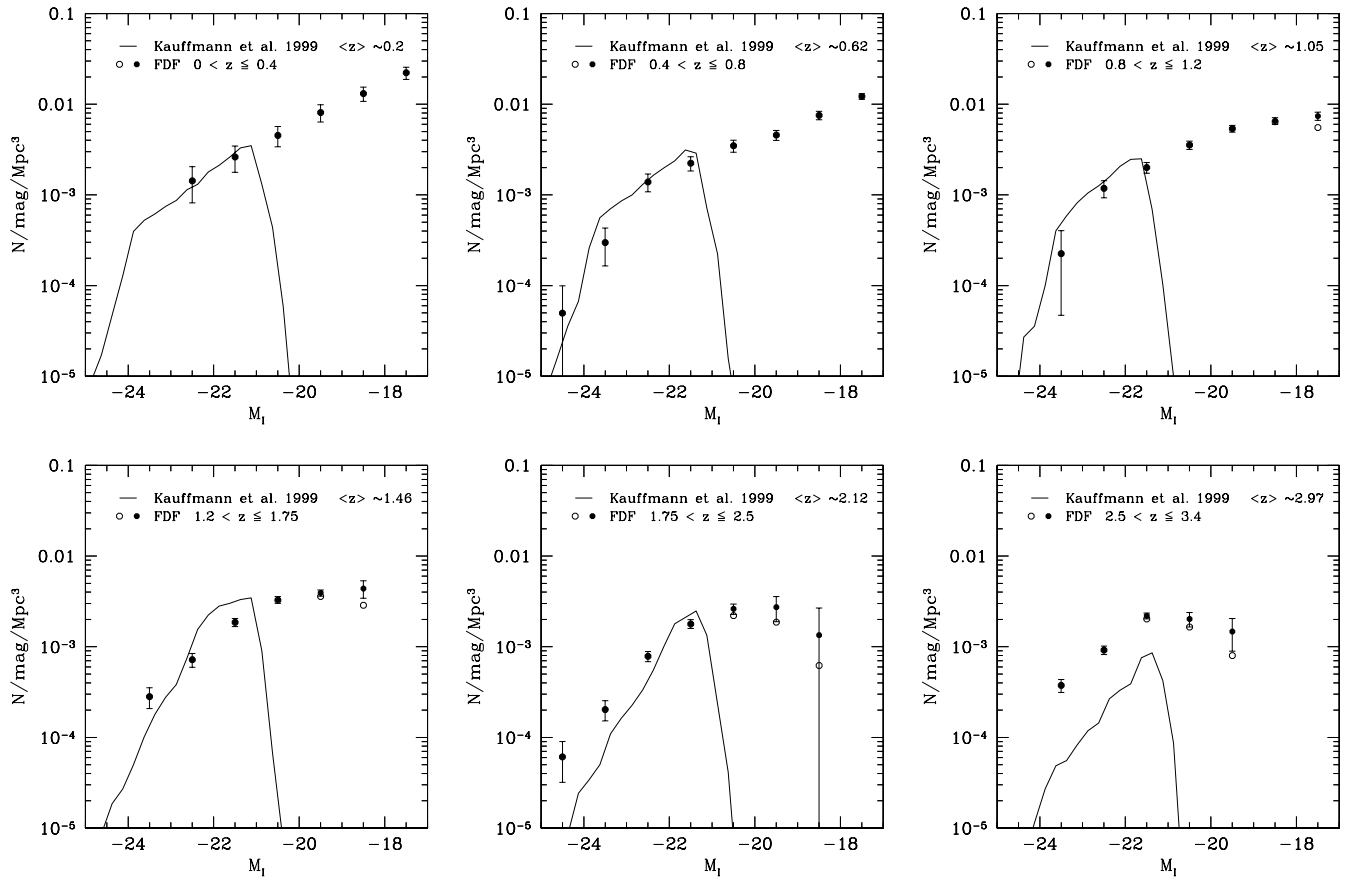 Kauffmann et al. 1999 <z> ~0.2
FDF 0 < z ≦ 0.4
0.1
0.01
10⁻³
10⁻⁴
10⁻⁵
N/mag/Mpc³
−24 −22 −20 −18
M_I
Kauffmann et al. 1999 <z> ~0.62
FDF 0.4 < z ≦ 0.8
0.1
0.01
10⁻³
10⁻⁴
10⁻⁵
N/mag/Mpc³
−24 −22 −20 −18
M_I
Kauffmann et al. 1999 <z> ~1.05
FDF 0.8 < z ≦ 1.2
0.1
0.01
10⁻³
10⁻⁴
10⁻⁵
N/mag/Mpc³
−24 −22 −20 −18
M_I
Kauffmann et al. 1999 <z> ~1.46
FDF 1.2 < z ≦ 1.75
0.1
0.01
10⁻³
10⁻⁴
10⁻⁵
N/mag/Mpc³
−24 −22 −20 −18
M_I
Kauffmann et al. 1999 <z> ~2.12
FDF 1.75 < z ≦ 2.5
0.1
0.01
10⁻³
10⁻⁴
10⁻⁵
N/mag/Mpc³
−24 −22 −20 −18
M_I
Kauffmann et al. 1999 <z> ~2.97
FDF 2.5 < z ≦ 3.4
0.1
0.01
10⁻³
10⁻⁴
10⁻⁵
N/mag/Mpc³
−24 −22 −20 −18
M_I